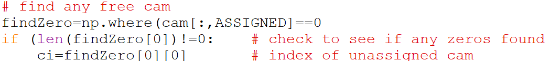 # find any free cam
findZero=np.where(cam[:,ASSIGNED]==0
if (len(findZero[0])!=0:    # check to see if any zeros found
    ci=findZero[0][0]       # index of unassigned cam